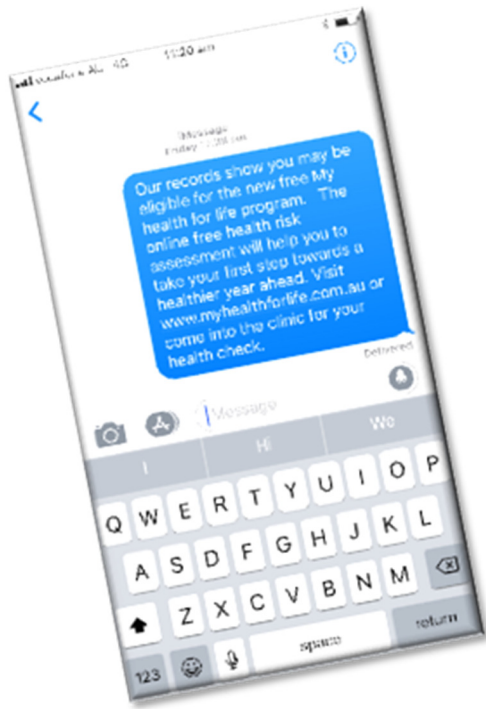 11:20 am
iMessage
Our records show you may be
eligible for the new free My
health for life program. The
online free health risk
assessment will help you to
take your first step towards a
healthier year ahead. Visit
www.myhealthforlife.com.au or
come into the clinic for your
health check.
Delivered
Message
I Hi We
Q W E R T Y U I O P
A S D F G H J K L
Z X C V B N M
123 space return